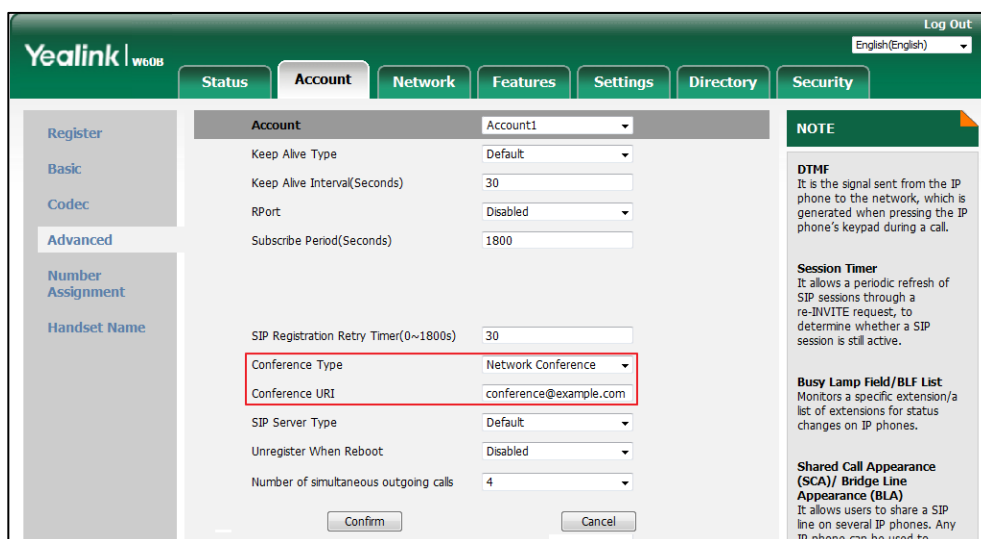 Log Out
Yealink | W60B
English(English)
Status Account Network Features Settings Directory Security
Register
Basic
Codec
Advanced
Number
Assignment
Handset Name
Account Account1
Keep Alive Type Default
Keep Alive Interval(Seconds) 30
RPort Disabled
Subscribe Period(Seconds) 1800
SIP Registration Retry Timer(0~1800s) 30
Conference Type Network Conference
Conference URI conference@example.com
SIP Server Type Default
Unregister When Reboot Disabled
Number of simultaneous outgoing calls 4
Confirm Cancel
NOTE
DTMF
It is the signal sent from the IP
phone to the network, which is
generated when pressing the IP
phone's keypad during a call.
Session Timer
It allows a periodic refresh of
SIP sessions through a
re-INVITE request, to
determine whether a SIP
session is still active.
Busy Lamp Field/BLF List
Monitors a specific extension/a
list of extensions for status
changes on IP phones.
Shared Call Appearance
(SCA)/ Bridge Line
Appearance (BLA)
It allows users to share a SIP
line on several IP phones. Any
IP phone can be used to